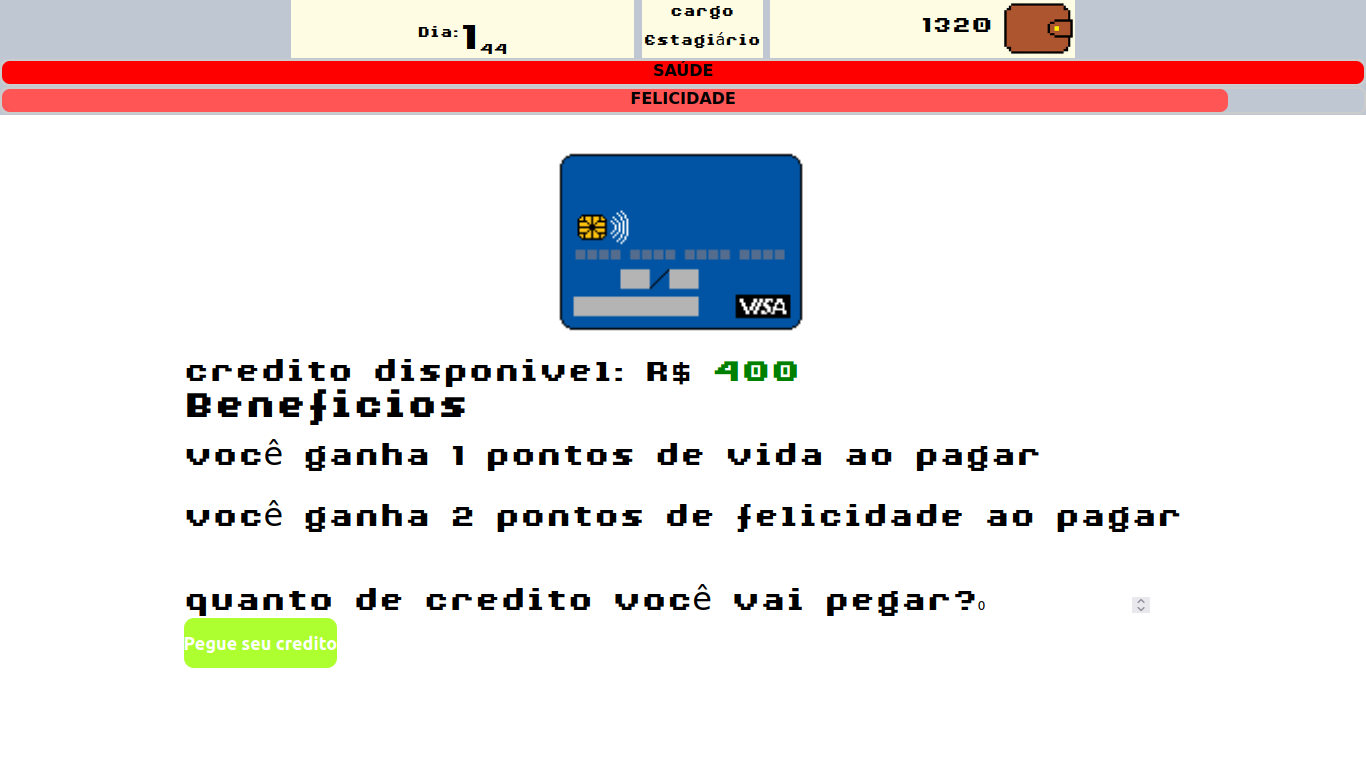 Dia: 1 44
cargo
Estagiário
1320
SAÚDE
FELICIDADE
VISA
credito disponivel: R$ 400
Beneficios
você ganha 1 pontos de vida ao pagar
você ganha 2 pontos de felicidade ao pagar
quanto de credito você vai pegar? 0
Pegue seu credito